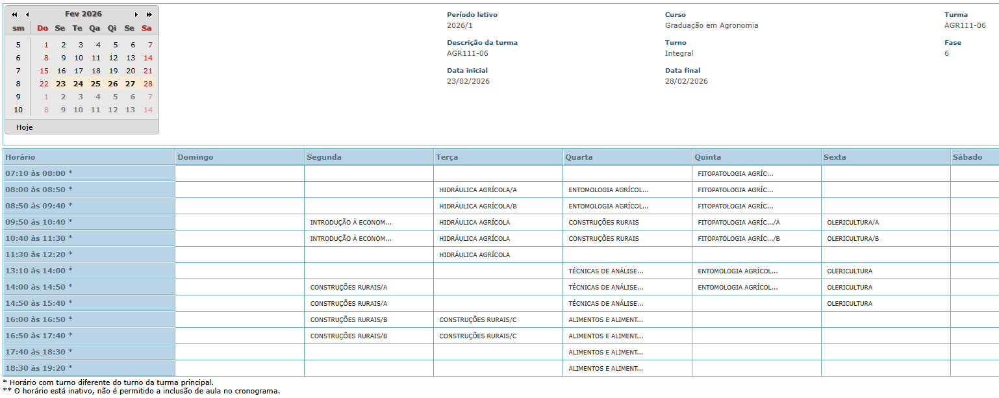 Fev 2026
sm Do Se Te Qa Qi Se Sa
5 1 2 3 4 5 6 7
6 8 9 10 11 12 13 14
7 15 16 17 18 19 20 21
8 22 23 24 25 26 27 28
9 1 2 3 4 5 6 7
10 8 9 10 11 12 13 14
Hoje
Período letivo Curso Turma
2026/1 Graduação em Agronomia AGR111-06
Descrição da turma Turno Fase
AGR111-06 Integral 6
Data inicial Data final
23/02/2026 28/02/2026
Horário Domingo Segunda Terça Quarta Quinta Sexta Sábado
07:10 às 08:00 * FITOPATOLOGIA AGRÍC...
08:00 às 08:50 * HIDRÁULICA AGRÍCOLA/A ENTOMOLOGIA AGRÍCOL... FITOPATOLOGIA AGRÍC...
08:50 às 09:40 * HIDRÁULICA AGRÍCOLA/B ENTOMOLOGIA AGRÍCOL... FITOPATOLOGIA AGRÍC...
09:50 às 10:40 * INTRODUÇÃO À ECONOM... HIDRÁULICA AGRÍCOLA CONSTRUÇÕES RURAIS FITOPATOLOGIA AGRÍC.../A OLERICULTURA/A
10:40 às 11:30 * INTRODUÇÃO À ECONOM... HIDRÁULICA AGRÍCOLA CONSTRUÇÕES RURAIS FITOPATOLOGIA AGRÍC.../B OLERICULTURA/B
11:30 às 12:20 * HIDRÁULICA AGRÍCOLA
13:10 às 14:00 * TÉCNICAS DE ANÁLISE... ENTOMOLOGIA AGRÍCOL... OLERICULTURA
14:00 às 14:50 * CONSTRUÇÕES RURAIS/A TÉCNICAS DE ANÁLISE... ENTOMOLOGIA AGRÍCOL... OLERICULTURA
14:50 às 15:40 * CONSTRUÇÕES RURAIS/A TÉCNICAS DE ANÁLISE... OLERICULTURA
16:00 às 16:50 * CONSTRUÇÕES RURAIS/B CONSTRUÇÕES RURAIS/C ALIMENTOS E ALIMENT...
16:50 às 17:40 * CONSTRUÇÕES RURAIS/B CONSTRUÇÕES RURAIS/C ALIMENTOS E ALIMENT...
17:40 às 18:30 * ALIMENTOS E ALIMENT...
18:30 às 19:20 * ALIMENTOS E ALIMENT...
* Horário com turno diferente do turno da turma principal.
** O horário está inativo, não é permitido a inclusão de aula no cronograma.